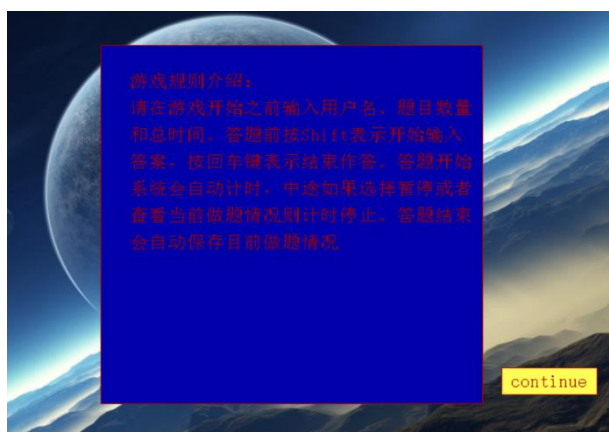 游戏规则介绍：
请在游戏开始之前输入用户名、题目数量
和总时间。答题前按Shift表示开始输入
答案，按回车键表示结束作答。答题开始
系统会自动计时，中途如果选择暂停或者
查看当前做题情况则计时停止。答题结束
会自动保存目前做题情况
continue